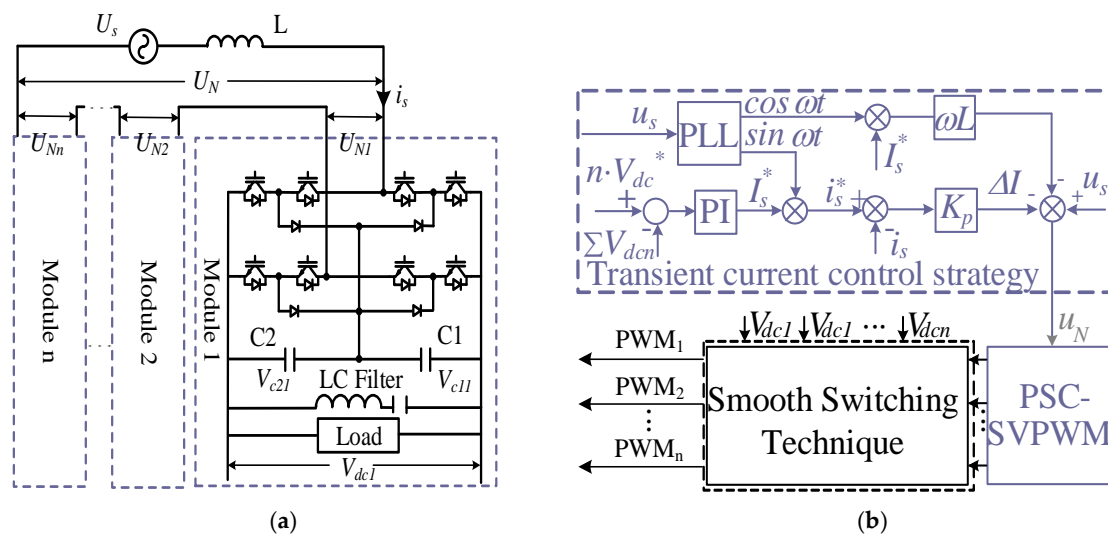 U_s
L
U_N
i_s
U_Nn
U_N2
U_N1
Module n
Module 2
Module 1
C2
C1
V_c21
V_c11
LC Filter
Load
V_dc1
(a)
u_s
PLL
cos ωt
sin ωt
I_s^*
ωL
n·V_dc^*
+
-
ΣV_dcn
PI
I_s^*
i_s^*
+
-
i_s
K_p
ΔI
-
-
+
u_s
Transient current control strategy
u_N
V_dc1 V_dc1 ··· V_dcn
PWM_1
PWM_2
⋮
PWM_n
Smooth Switching
Technique
PSC-
SVPWM
(b)